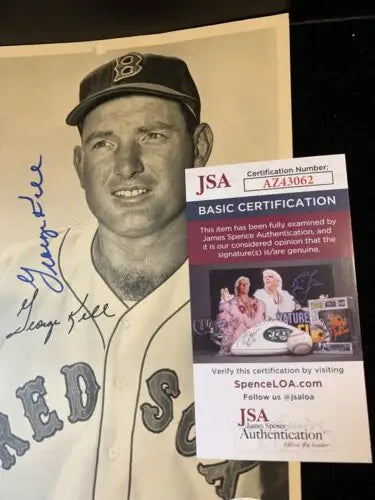 B
George Kell
George Kell
RED S
JSA
Certification Number:
AZ43062
BASIC CERTIFICATION
This item has been fully examined by
James Spence Authentication, and
it is our considered opinion that the
signature(s) is/are genuine.
Verify this certification by visiting
SpenceLOA.com
Follow us @jsaloa
JSA
James Spence
Authentication